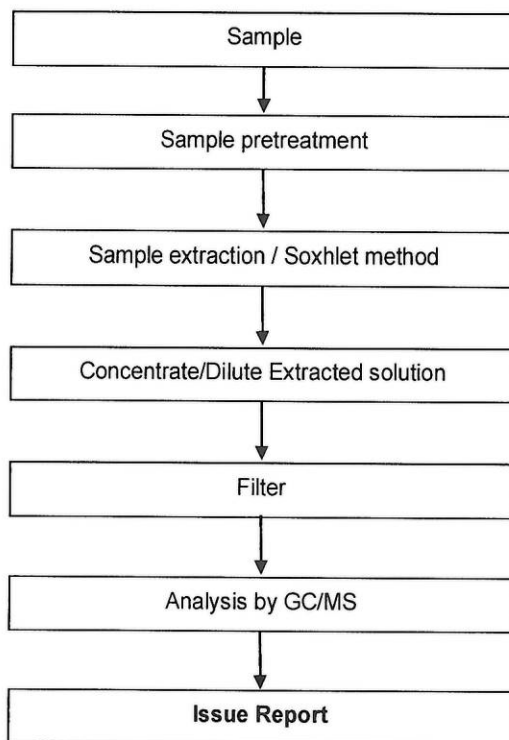 Sample
Sample pretreatment
Sample extraction / Soxhlet method
Concentrate/Dilute Extracted solution
Filter
Analysis by GC/MS
Issue Report